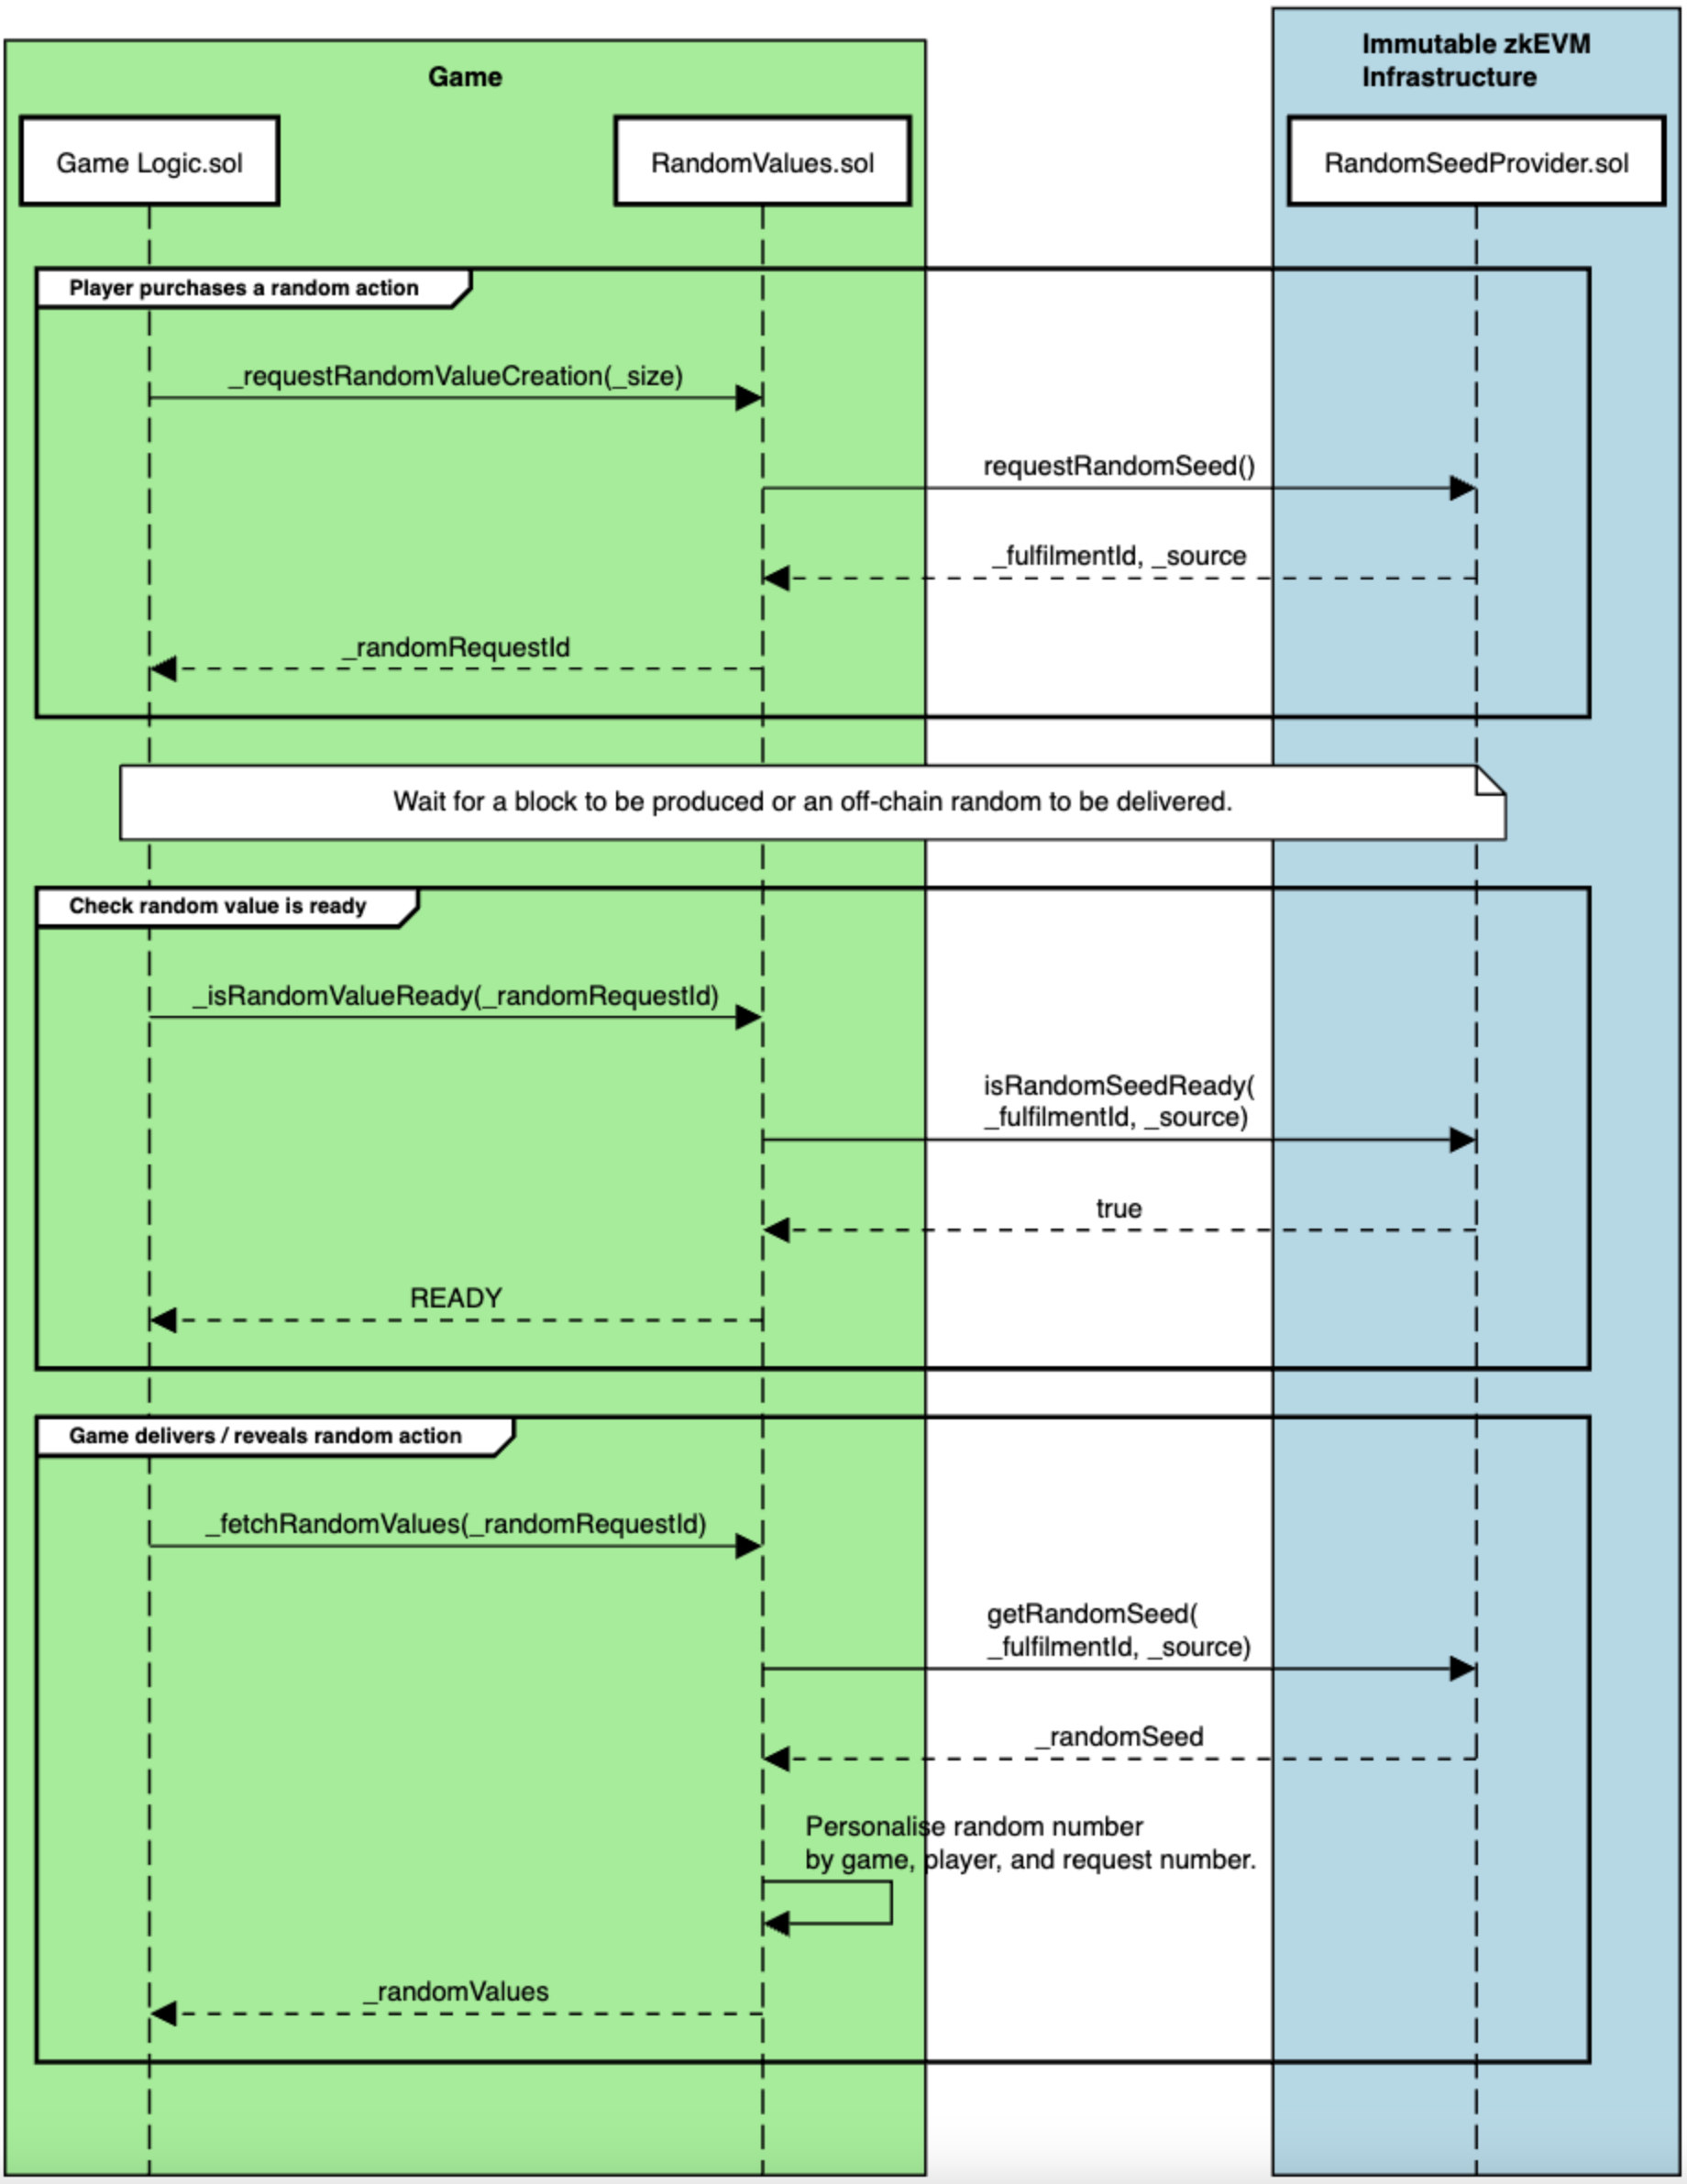 Game
Immutable zkEVM
Infrastructure
Game Logic.sol
RandomValues.sol
RandomSeedProvider.sol
Player purchases a random action
_requestRandomValueCreation(_size)
requestRandomSeed()
_fulfilmentId, _source
_randomRequestId
Wait for a block to be produced or an off-chain random to be delivered.
Check random value is ready
_isRandomValueReady(_randomRequestId)
isRandomSeedReady(
_fulfilmentId, _source)
true
READY
Game delivers / reveals random action
_fetchRandomValues(_randomRequestId)
getRandomSeed(
_fulfilmentId, _source)
_randomSeed
Personalise random number
by game, player, and request number.
_randomValues